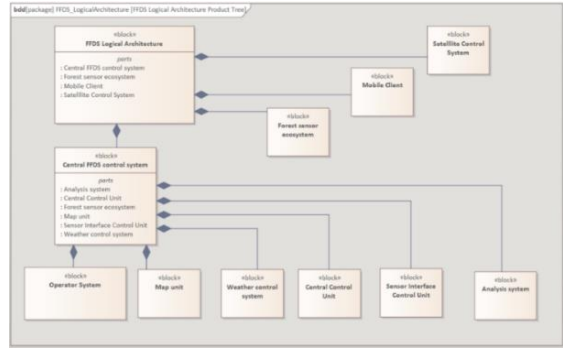 bdd [package] FFDS_LogicalArchitecture [FFDS Logical Architecture Product Tree]
«block»
FFDS Logical Architecture
parts
: Central FFDS control system
: Forest sensor ecosystem
: Mobile Client
: Satellite Control System
«block»
Satellite Control
System
«block»
Mobile Client
«block»
Forest sensor
ecosystem
«block»
Central FFDS control system
parts
: Analysis system
: Central Control Unit
: Forest sensor ecosystem
: Map unit
: Sensor Interface Control Unit
: Weather control system
«block»
Operator System
«block»
Map unit
«block»
Weather control
system
«block»
Central Control
Unit
«block»
Sensor Interface
Control Unit
«block»
Analysis system